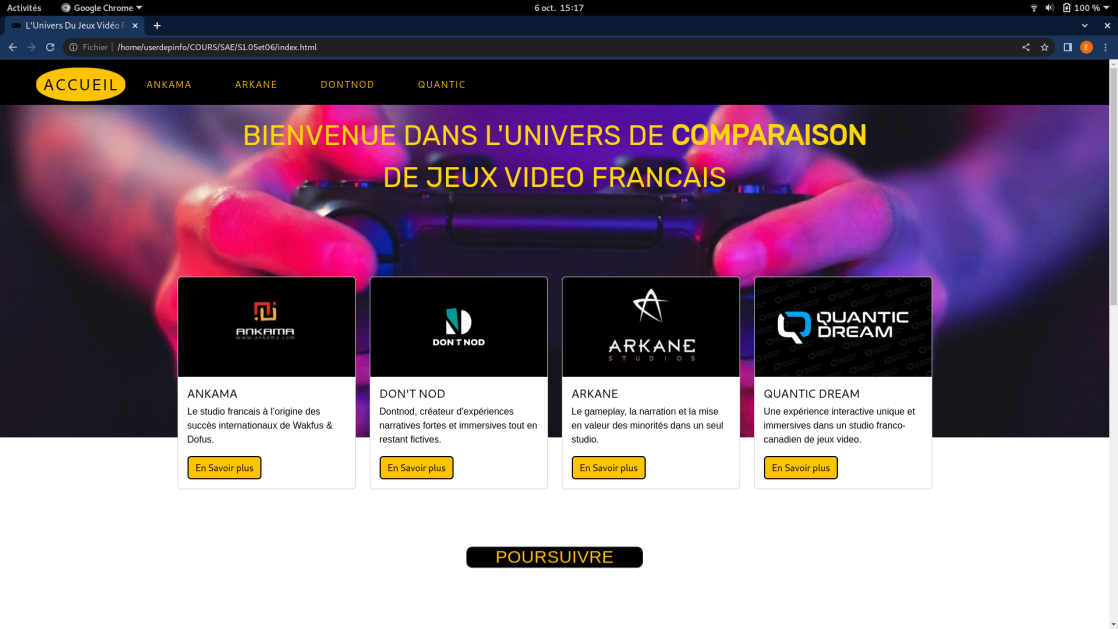 Activités
Google Chrome
6 oct. 15:17
100 %
L'Univers Du Jeux Vidéo F
Fichier
/home/userdepinfo/COURS/SAE/S1.05et06/index.html
E
ACCUEIL
ANKAMA
ARKANE
DONTNOD
QUANTIC
BIENVENUE DANS L'UNIVERS DE COMPARAISON
DE JEUX VIDEO FRANCAIS
ANKAMA
www.ankama.com
DON'T NOD
ARKANE
STUDIOS
QUANTIC
DREAM
ANKAMA
Le studio francais à l'origine des
succès internationaux de Wakfus &
Dofus.
En Savoir plus
DON'T NOD
Dontnod, créateur d'expériences
narratives fortes et immersives tout en
restant fictives.
En Savoir plus
ARKANE
Le gameplay, la narration et la mise
en valeur des minorités dans un seul
studio.
En Savoir plus
QUANTIC DREAM
Une expérience interactive unique et
immersives dans un studio franco-
canadien de jeux video.
En Savoir plus
POURSUIVRE